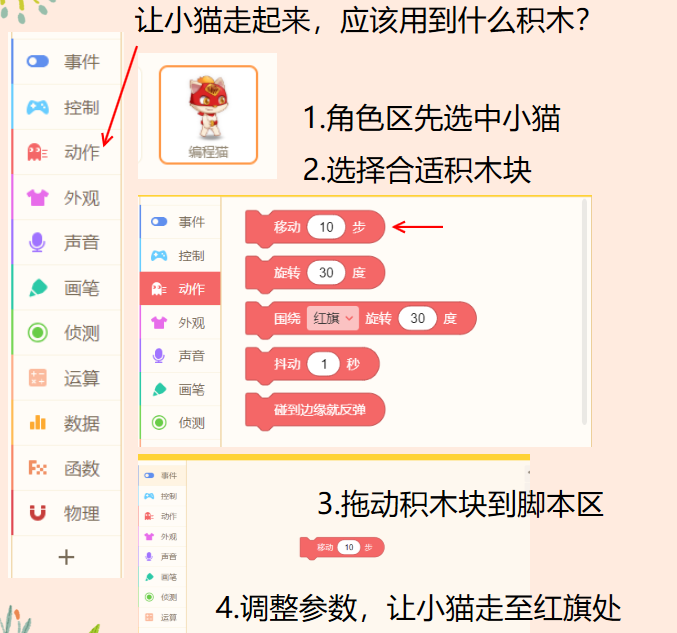 让小猫走起来，应该用到什么积木？
事件
控制
动作
外观
声音
画笔
侦测
运算
数据
函数
物理
+
编程猫
1.角色区先选中小猫
2.选择合适积木块
事件
控制
动作
外观
声音
画笔
侦测
移动 10 步
旋转 30 度
围绕 红旗 旋转 30 度
抖动 1 秒
碰到边缘就反弹
事件
控制
动作
外观
声音
画笔
侦测
运算
3.拖动积木块到脚本区
移动 10 步
4.调整参数，让小猫走至红旗处